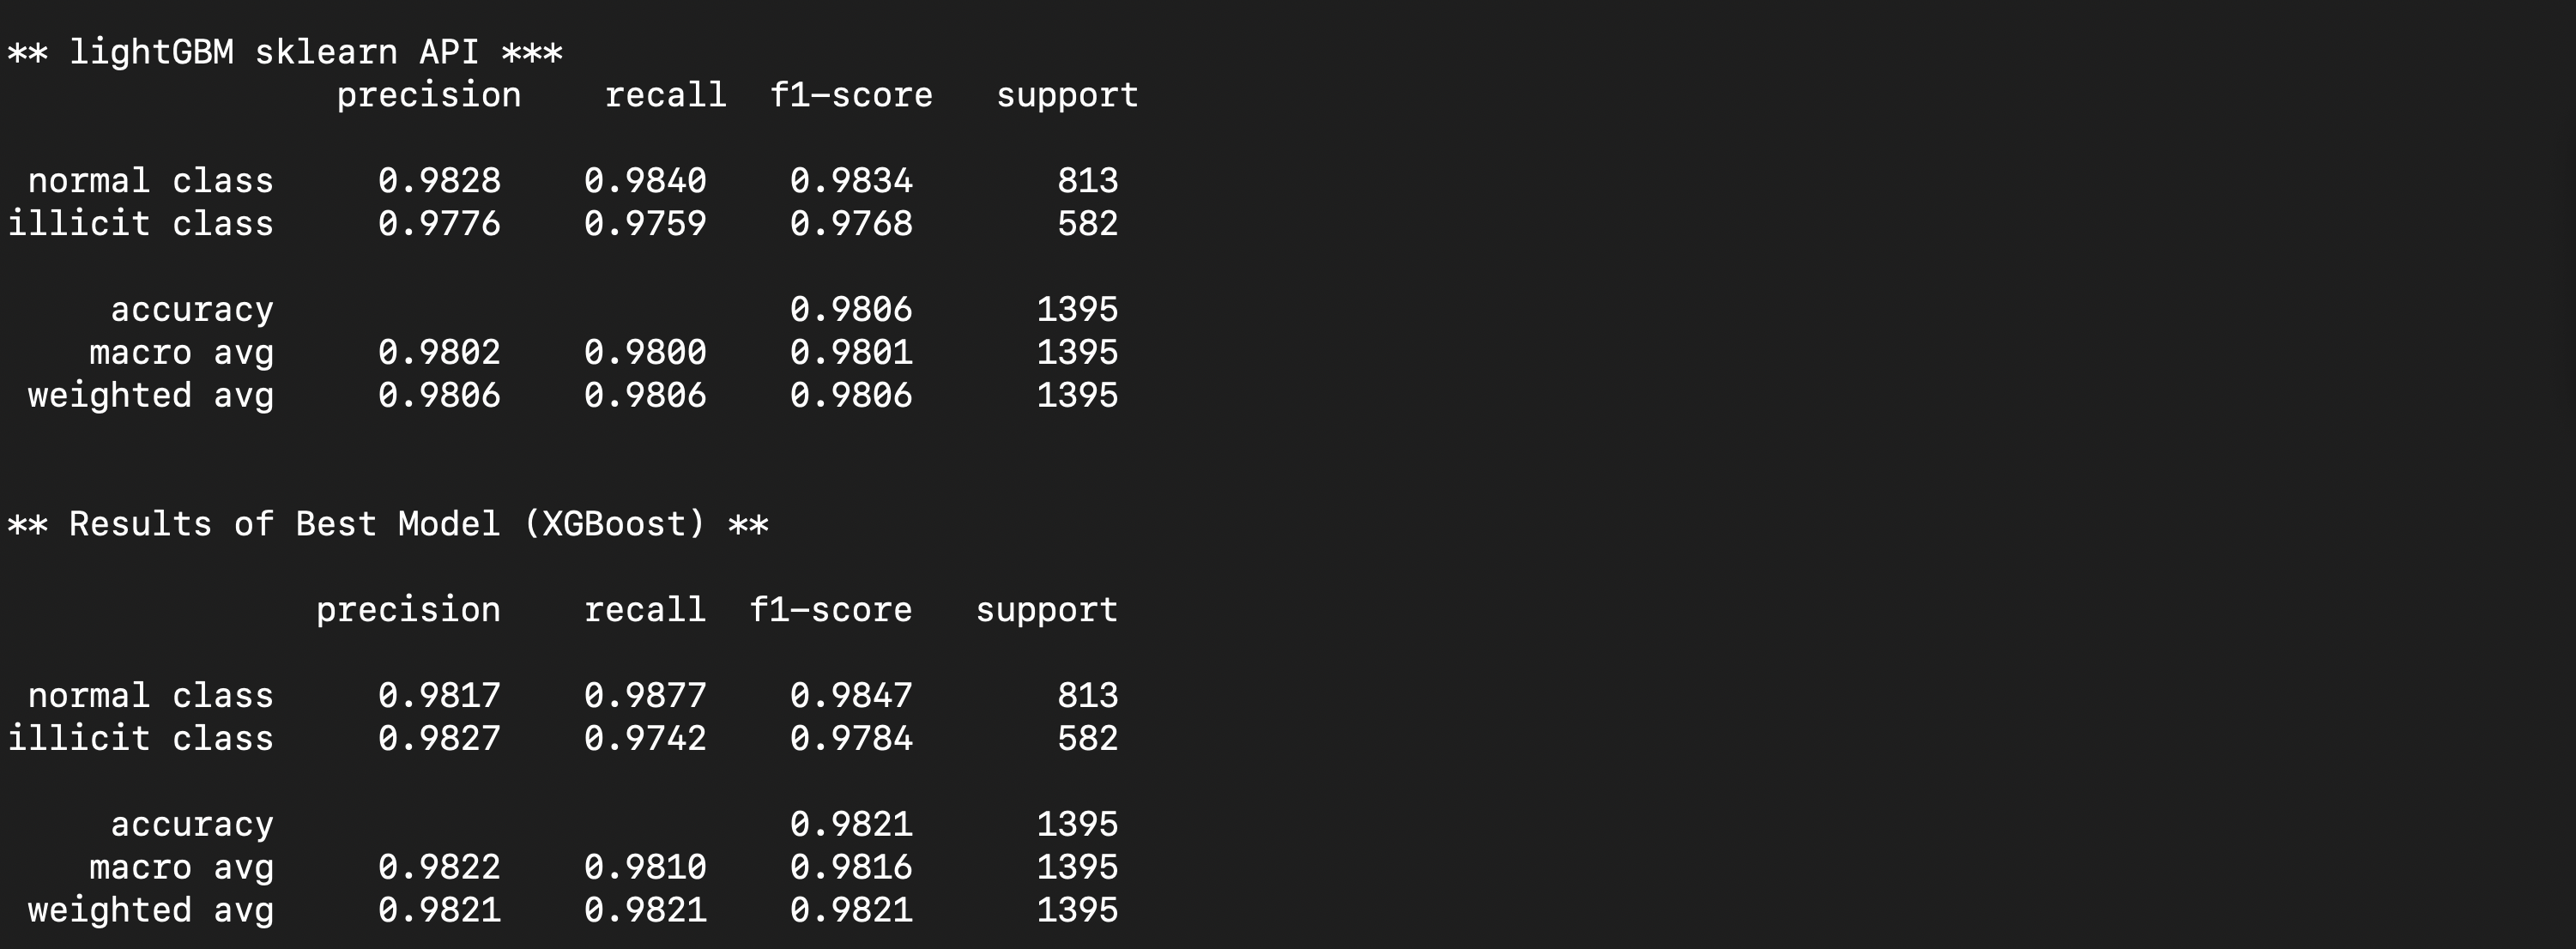 ** lightGBM sklearn API ***
precision recall f1-score support
normal class 0.9828 0.9840 0.9834 813
illicit class 0.9776 0.9759 0.9768 582
accuracy 0.9806 1395
macro avg 0.9802 0.9800 0.9801 1395
weighted avg 0.9806 0.9806 0.9806 1395
** Results of Best Model (XGBoost) **
precision recall f1-score support
normal class 0.9817 0.9877 0.9847 813
illicit class 0.9827 0.9742 0.9784 582
accuracy 0.9821 1395
macro avg 0.9822 0.9810 0.9816 1395
weighted avg 0.9821 0.9821 0.9821 1395